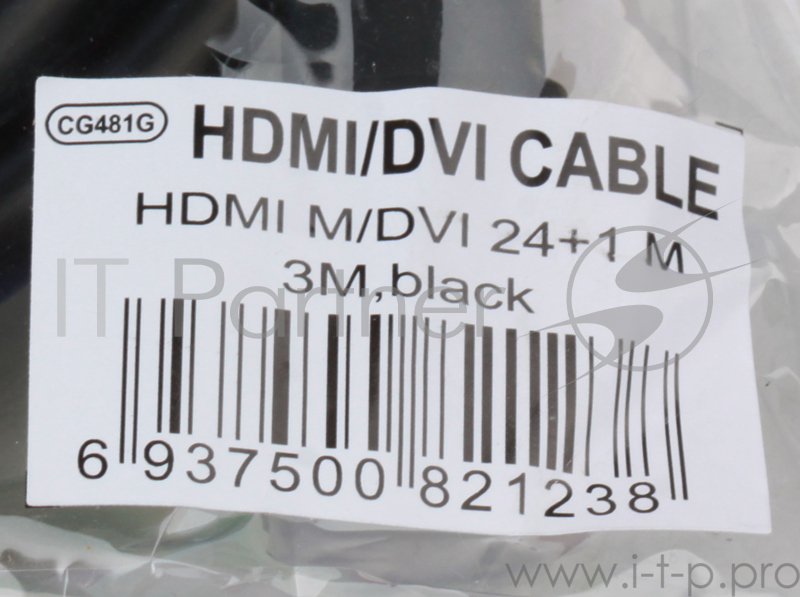 CG481G
HDMI/DVI CABLE
HDMI M/DVI 24+1 M
3M,black
IT Partner
6 937500 821238
www.i-t-p.pro